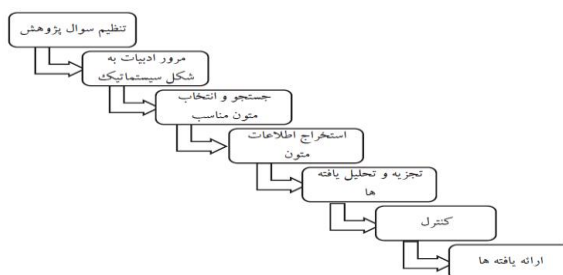 تنظیم سوال پژوهش
مرور ادبیات به
شکل سیستماتیک
جستجو و انتخاب
متون مناسب
استخراج اطلاعات
متون
تجزیه و تحلیل یافته
ها
کنترل
ارائه یافته ها